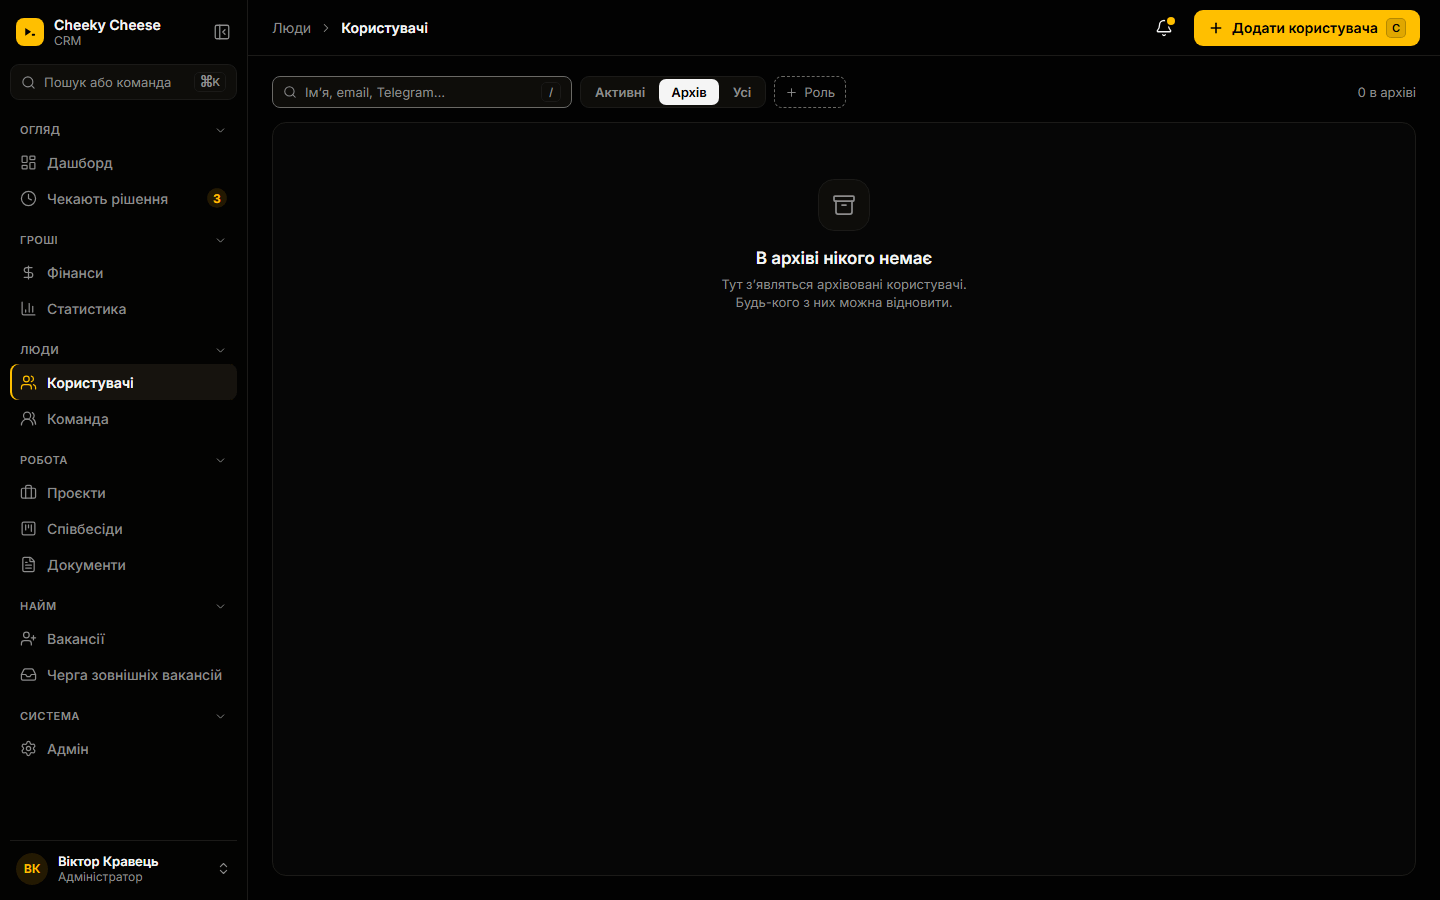 Cheeky Cheese
CRM
Пошук або команда ⌘K
ОГЛЯД
Дашборд
Чекають рішення 3
ГРОШІ
Фінанси
Статистика
ЛЮДИ
Користувачі
Команда
РОБОТА
Проєкти
Співбесіди
Документи
НАЙМ
Вакансії
Черга зовнішніх вакансій
СИСТЕМА
Адмін
ВК
Віктор Кравець
Адміністратор
Люди > Користувачі
+ Додати користувача C
Ім'я, email, Telegram... /
Активні Архів Усі
+ Роль
0 в архіві
В архіві нікого немає
Тут з'являться архівовані користувачі.
Будь-кого з них можна відновити.